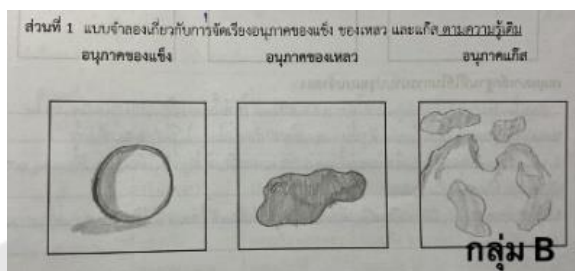 ส่วนที่ 1 แบบจำลองเกี่ยวกับการจัดเรียงอนุภาคของแข็ง ของเหลว และแก๊ส ตามความรู้เดิม
อนุภาคของแข็ง อนุภาคของเหลว อนุภาคแก๊ส
กลุ่ม B